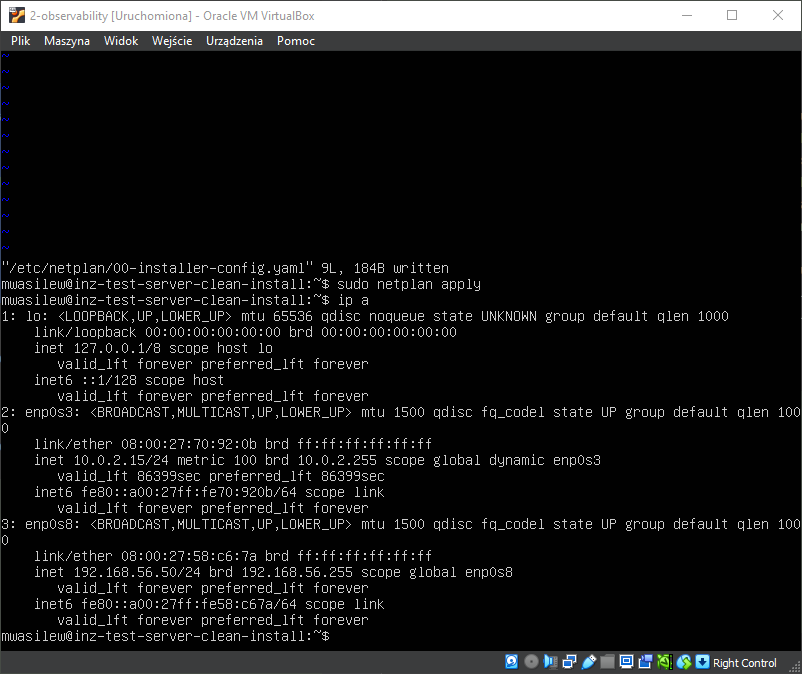 2-observability [Uruchomiona] - Oracle VM VirtualBox
Plik Maszyna Widok Wejście Urządzenia Pomoc
~
~
~
~
~
~
~
~
~
~
~
~
~
"/etc/netplan/00-installer-config.yaml" 9L, 184B written
mwasilew@inz-test-server-clean-install:~$ sudo netplan apply
mwasilew@inz-test-server-clean-install:~$ ip a
1: lo: <LOOPBACK,UP,LOWER_UP> mtu 65536 qdisc noqueue state UNKNOWN group default qlen 1000
    link/loopback 00:00:00:00:00:00 brd 00:00:00:00:00:00
    inet 127.0.0.1/8 scope host lo
       valid_lft forever preferred_lft forever
    inet6 ::1/128 scope host
       valid_lft forever preferred_lft forever
2: enp0s3: <BROADCAST,MULTICAST,UP,LOWER_UP> mtu 1500 qdisc fq_codel state UP group default qlen 100
0
    link/ether 08:00:27:70:92:0b brd ff:ff:ff:ff:ff:ff
    inet 10.0.2.15/24 metric 100 brd 10.0.2.255 scope global dynamic enp0s3
       valid_lft 86399sec preferred_lft 86399sec
    inet6 fe80::a00:27ff:fe70:920b/64 scope link
       valid_lft forever preferred_lft forever
3: enp0s8: <BROADCAST,MULTICAST,UP,LOWER_UP> mtu 1500 qdisc fq_codel state UP group default qlen 100
0
    link/ether 08:00:27:58:c6:7a brd ff:ff:ff:ff:ff:ff
    inet 192.168.56.50/24 brd 192.168.56.255 scope global enp0s8
       valid_lft forever preferred_lft forever
    inet6 fe80::a00:27ff:fe58:c67a/64 scope link
       valid_lft forever preferred_lft forever
mwasilew@inz-test-server-clean-install:~$
Right Control